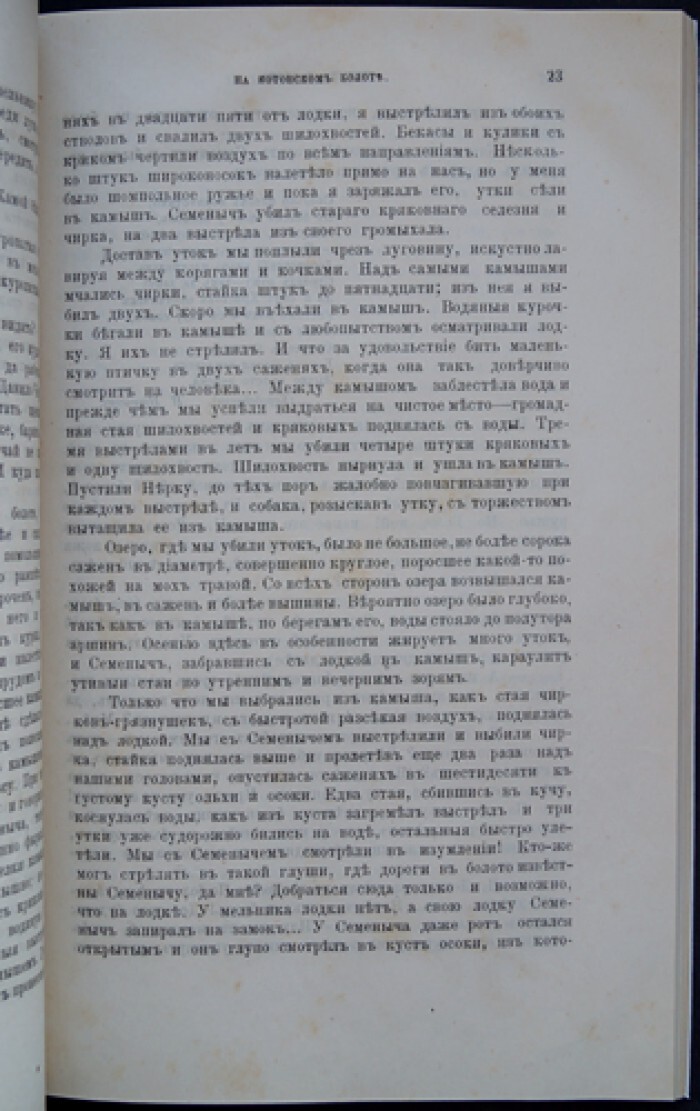 НА МОТОВСКОМЪ БОЛОТѢ. 23
няхъ въ двадцати пяти отъ лодки, я выстрѣлилъ изъ обоихъ
стволовъ и свалилъ двухъ шилохвостей. Бекасы и кулики съ
крикомъ чертили воздухъ по всѣмъ направленіямъ. Нѣсколь-
ко штукъ широконосокъ налетѣло прямо на насъ, но у меня
было шомпольное ружье и пока я заряжалъ его, утки сѣли
въ камышъ. Семенычъ убилъ стараго кряковнаго селезня и
чирка, на два выстрѣла изъ своего громыхала.
Доставъ утокъ мы поплыли чрезъ луговину, искустно ла-
вируя между корягами и кочками. Надъ самыми камышами
мчались чирки, стайка штукъ до пятнадцати; изъ нея я вы-
билъ двухъ. Скоро мы въѣхали въ камышъ. Водяныя куроч-
ки бѣгали въ камышѣ и съ любопытствомъ осматривали лод-
ку. Я ихъ не стрѣлилъ. И что за удовольствіе бить малень-
кую птичку въ двухъ саженяхъ, когда она такъ довѣрчиво
смотритъ на человѣка... Между камышомъ заблестѣла вода и
прежде чѣмъ мы успѣли выдраться на чистое мѣсто—громад-
ная стая шилохвостей и кряковыхъ поднялась съ воды. Тре-
мя выстрѣлами въ летъ мы убили четыре штуки кряковыхъ
и одну шилохвость. Шилохвость нырнула и ушла въ камышъ.
Пустили Нѣрку, до тѣхъ поръ жалобно повчагивавшую при
каждомъ выстрѣлѣ, и собака, розыскавъ утку, съ торжествомъ
вытащила ее изъ камыша.
Озеро, гдѣ мы убили утокъ, было не большое, не болѣе сорока
сажень въ діаметрѣ, совершенно круглое, поросшее какой-то по-
хожей на мохъ травой. Со всѣхъ сторонъ озера возвышался ка-
мышъ, въ сажень и болѣе вышины. Вѣроятно озеро было глубоко,
такъ какъ въ камышѣ, по берегамъ его, воды стояло до полутора
аршинъ. Осенью здѣсь въ особенности жируетъ много утокъ,
и Семенычъ, забравшись съ лодкой въ камышъ, караулитъ
утиныя стаи по утреннимъ и вечернимъ зорямъ.
Только что мы выбрались изъ камыша, какъ стая чир-
ковъ-грязнушекъ, съ быстротой разсѣкая воздухъ, поднялась
надъ лодкой. Мы съ Семенычемъ выстрѣлили и выбили чир-
ка, стайка поднялась выше и пролетѣвъ еще два раза надъ
нашими головами, опустилась саженяхъ въ шестидесяти къ
густому кусту ольхи и осоки. Едва стая, сбившись въ кучу,
коснулась воды, какъ изъ куста загремѣлъ выстрѣлъ и три
утки уже судорожно бились на водѣ, остальныя быстро уле-
тѣли. Мы съ Семенычемъ смотрѣли въ изумленіи! Кто-же
могъ стрѣлять въ такой глуши, гдѣ дороги въ болото извѣст-
ны Семенычу, да мнѣ? Добраться сюда только и возможно,
что на лодкѣ. У мельника лодки нѣтъ, а свою лодку Семе-
нычъ запиралъ на замокъ... У Семеныча даже ротъ остался
открытымъ и онъ глупо смотрѣлъ въ кустъ осоки, изъ кото-